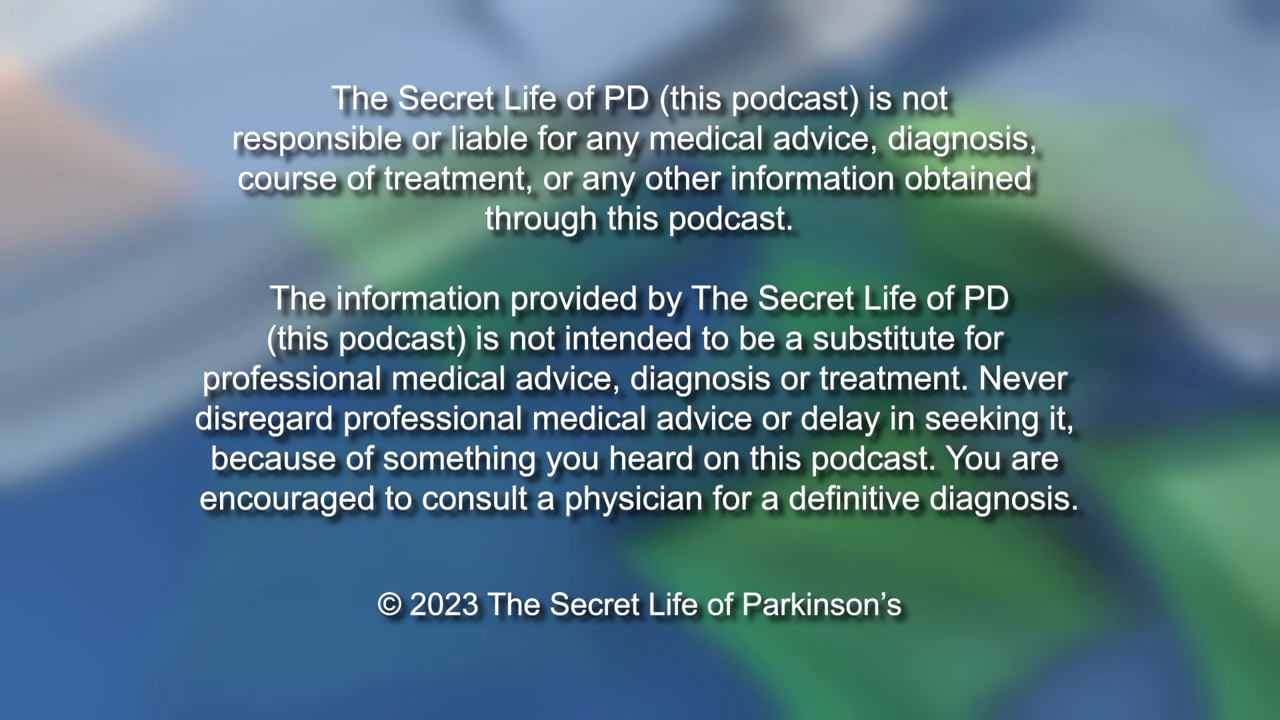 The Secret Life of PD (this podcast) is not
responsible or liable for any medical advice, diagnosis,
course of treatment, or any other information obtained
through this podcast.
The information provided by The Secret Life of PD
(this podcast) is not intended to be a substitute for
professional medical advice, diagnosis or treatment. Never
disregard professional medical advice or delay in seeking it,
because of something you heard on this podcast. You are
encouraged to consult a physician for a definitive diagnosis.
© 2023 The Secret Life of Parkinson’s